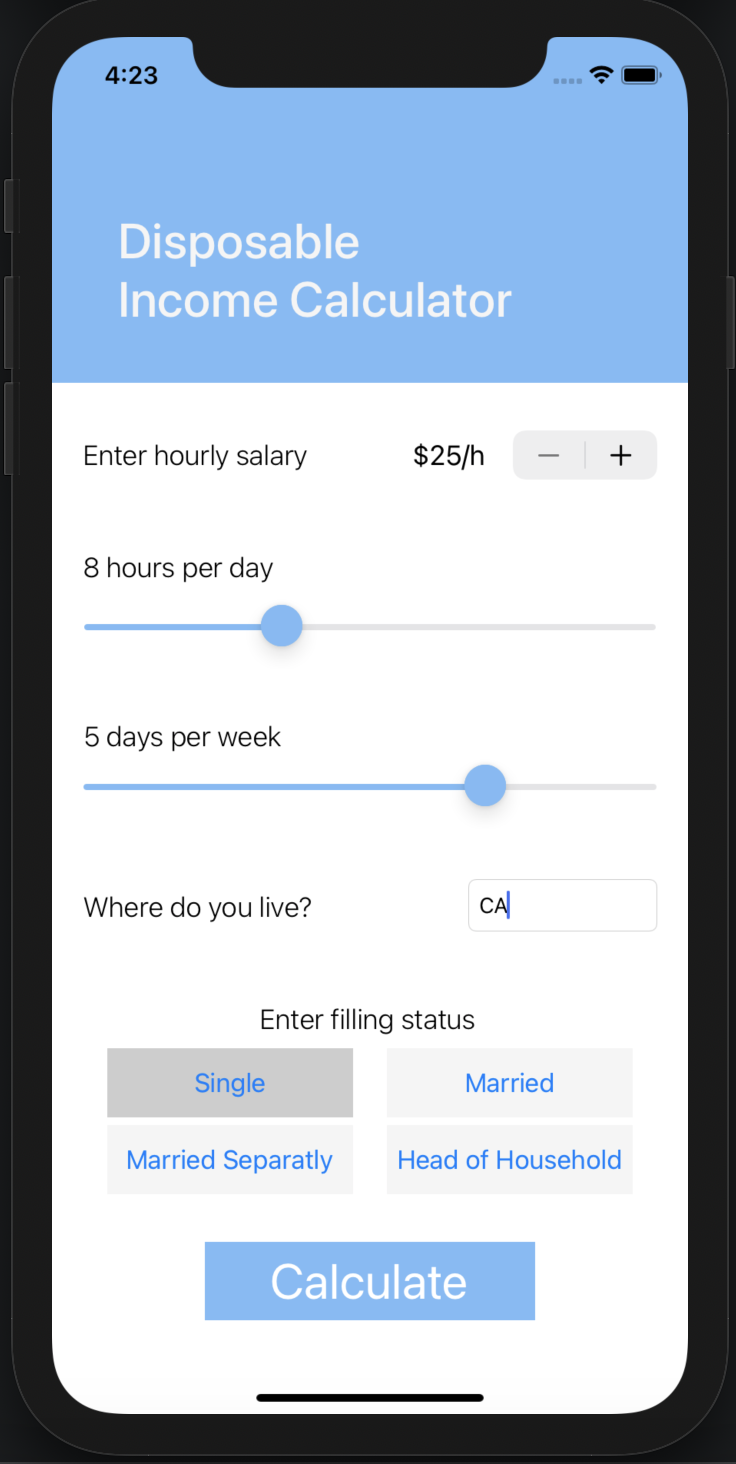 4:23
Disposable
Income Calculator
Enter hourly salary $25/h − +
8 hours per day
5 days per week
Where do you live? CA
Enter filling status
Single Married
Married Separatly Head of Household
Calculate